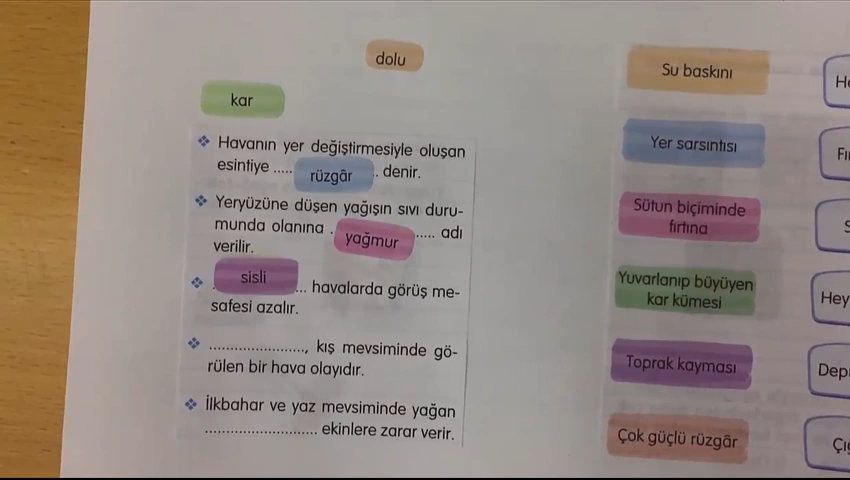 dolu
kar
Havanın yer değiştirmesiyle oluşan
esintiye ..... rüzgâr . denir.
Yeryüzüne düşen yağışın sıvı duru-
munda olanına . yağmur ..... adı
verilir.
. sisli ... havalarda görüş me-
safesi azalır.
...................., kış mevsiminde gö-
rülen bir hava olayıdır.
İlkbahar ve yaz mevsiminde yağan
........................ ekinlere zarar verir.
Su baskını
Yer sarsıntısı
Sütun biçiminde
fırtına
Yuvarlanıp büyüyen
kar kümesi
Toprak kayması
Çok güçlü rüzgâr